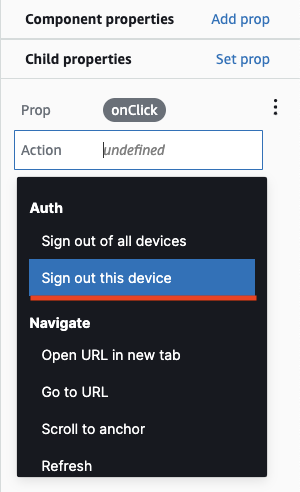 Component properties Add prop
Child properties Set prop
Prop onClick
Action undefined
Auth
Sign out of all devices
Sign out this device
Navigate
Open URL in new tab
Go to URL
Scroll to anchor
Refresh